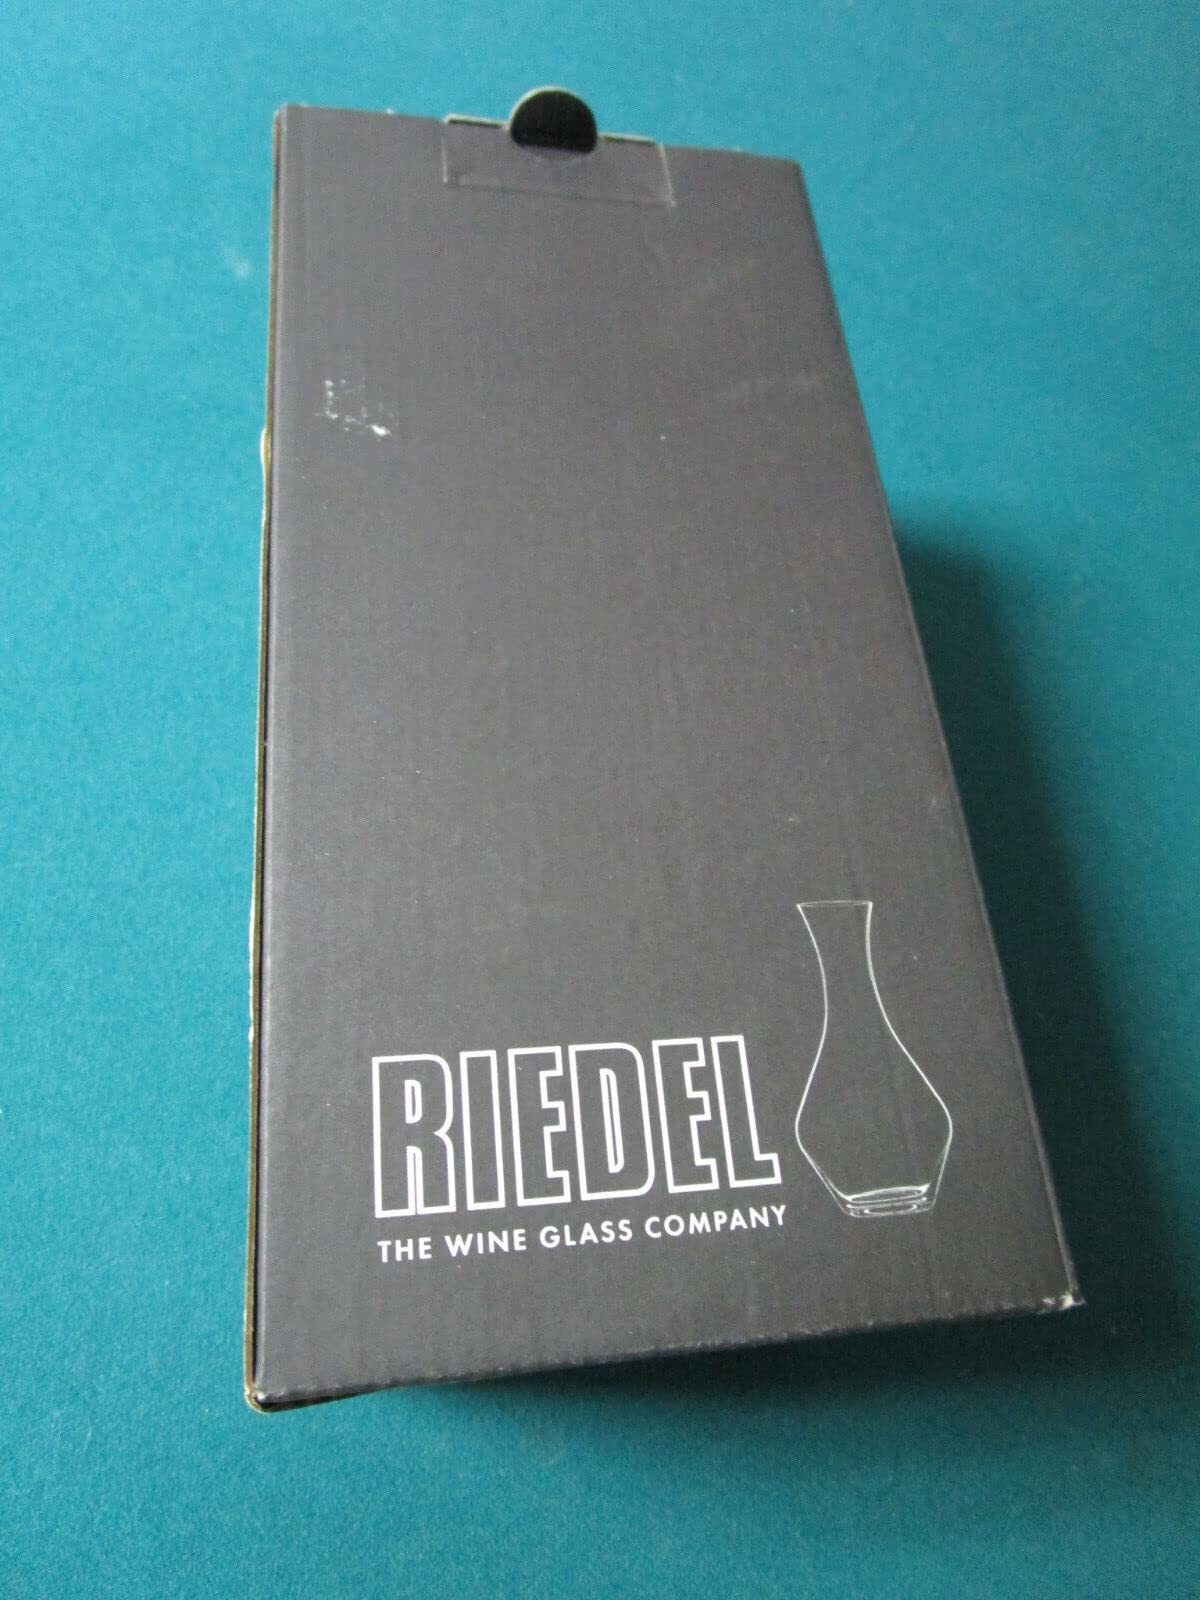 RIEDEL
THE WINE GLASS COMPANY